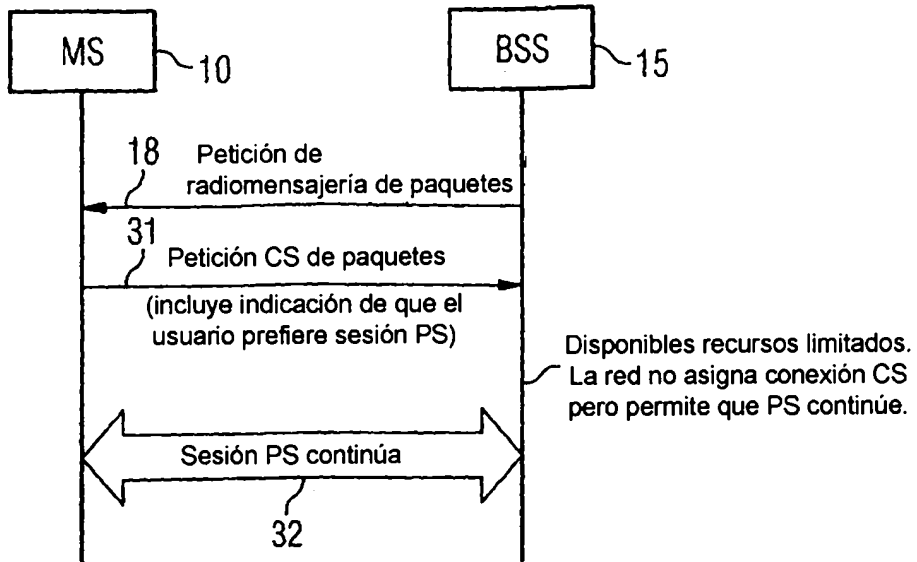 MS
10
BSS
15
18
Petición de
radiomensajería de paquetes
31
Petición CS de paquetes
(incluye indicación de que el
usuario prefiere sesión PS)
Disponibles recursos limitados.
La red no asigna conexión CS
pero permite que PS continúe.
Sesión PS continúa
32